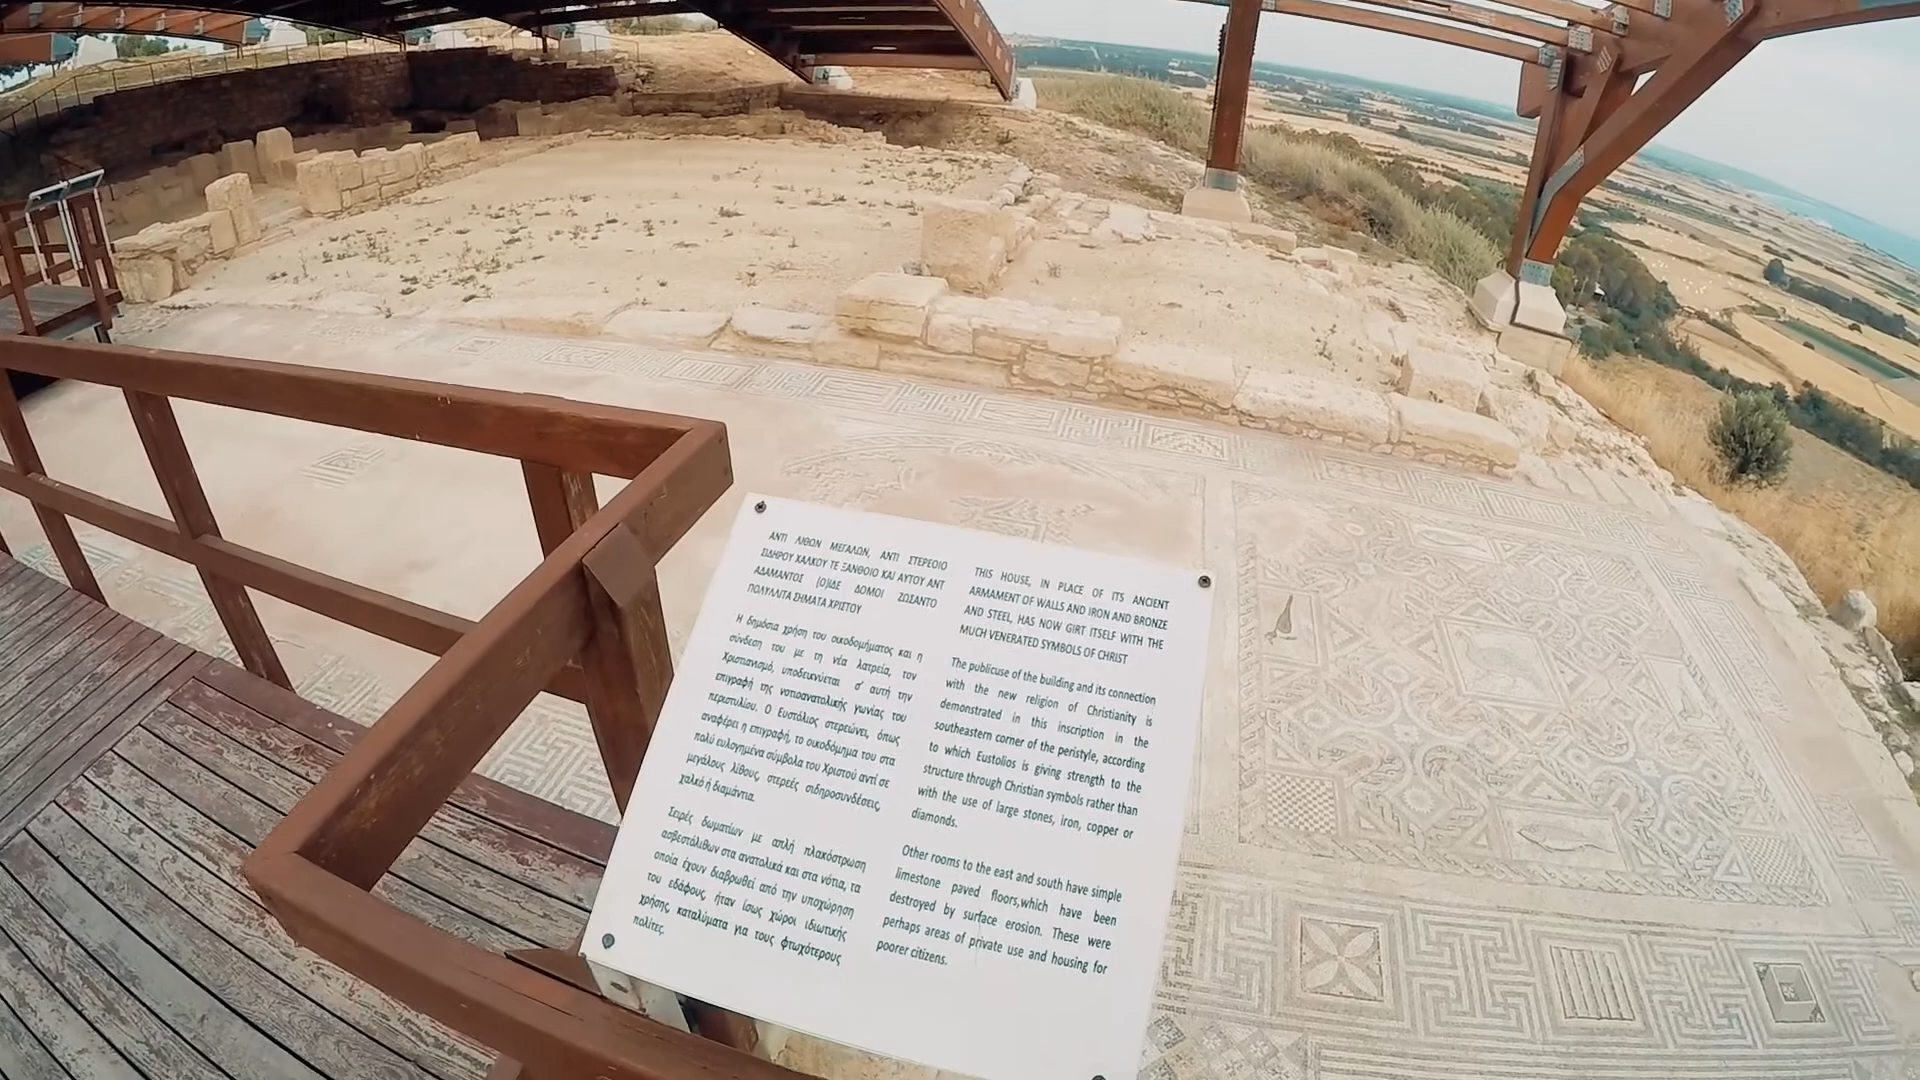 ΑΝΤΙ ΛΙΘΩΝ ΜΕΓΑΛΩΝ, ΑΝΤΙ ΣΤΕΡΕΟΙΟ
ΣΙΔΗΡΟΥ ΧΑΛΚΟΥ ΤΕ ΞΑΝΘΟΙΟ ΚΑΙ ΑΥΤΟΥ ΑΝΤ
ΑΔΑΜΑΝΤΟΣ (Ο)ΙΔΕ ΔΟΜΟΙ ΖΩΣΑΝΤΟ
ΠΟΛΥΛΛΙΤΑ ΣΗΜΑΤΑ ΧΡΙΣΤΟΥ
Η δημόσια χρήση του οικοδομήματος και η
σύνδεση του με τη νέα λατρεία, τον
Χριστιανισμό, υποδεικνύεται σ' αυτή την
επιγραφή της νοτιοανατολικής γωνίας του
περιστυλίου. Ο Ευστόλιος στερεώνει, όπως
αναφέρει η επιγραφή, το οικοδόμημα του στα
πολύ ευλογημένα σύμβολα του Χριστού αντί σε
μεγάλους λίθους, στερεές σιδηροσυνδέσεις,
χαλκό ή διαμάντια.
Σειρές δωματίων με απλή πλακόστρωση
ασβεστόλιθων στα ανατολικά και στα νότια, τα
οποία έχουν διαβρωθεί από την υποχώρηση
του εδάφους, ήταν ίσως χώροι ιδιωτικής
χρήσης, καταλύματα για τους φτωχότερους
πολίτες.
THIS HOUSE, IN PLACE OF ITS ANCIENT
ARMAMENT OF WALLS AND IRON AND BRONZE
AND STEEL, HAS NOW GIRT ITSELF WITH THE
MUCH VENERATED SYMBOLS OF CHRIST
The publicuse of the building and its connection
with the new religion of Christianity is
demonstrated in this inscription in the
southeastern corner of the peristyle, according
to which Eustolios is giving strength to the
structure through Christian symbols rather than
with the use of large stones, iron, copper or
diamonds.
Other rooms to the east and south have simple
limestone paved floors,which have been
destroyed by surface erosion. These were
perhaps areas of private use and housing for
poorer citizens.